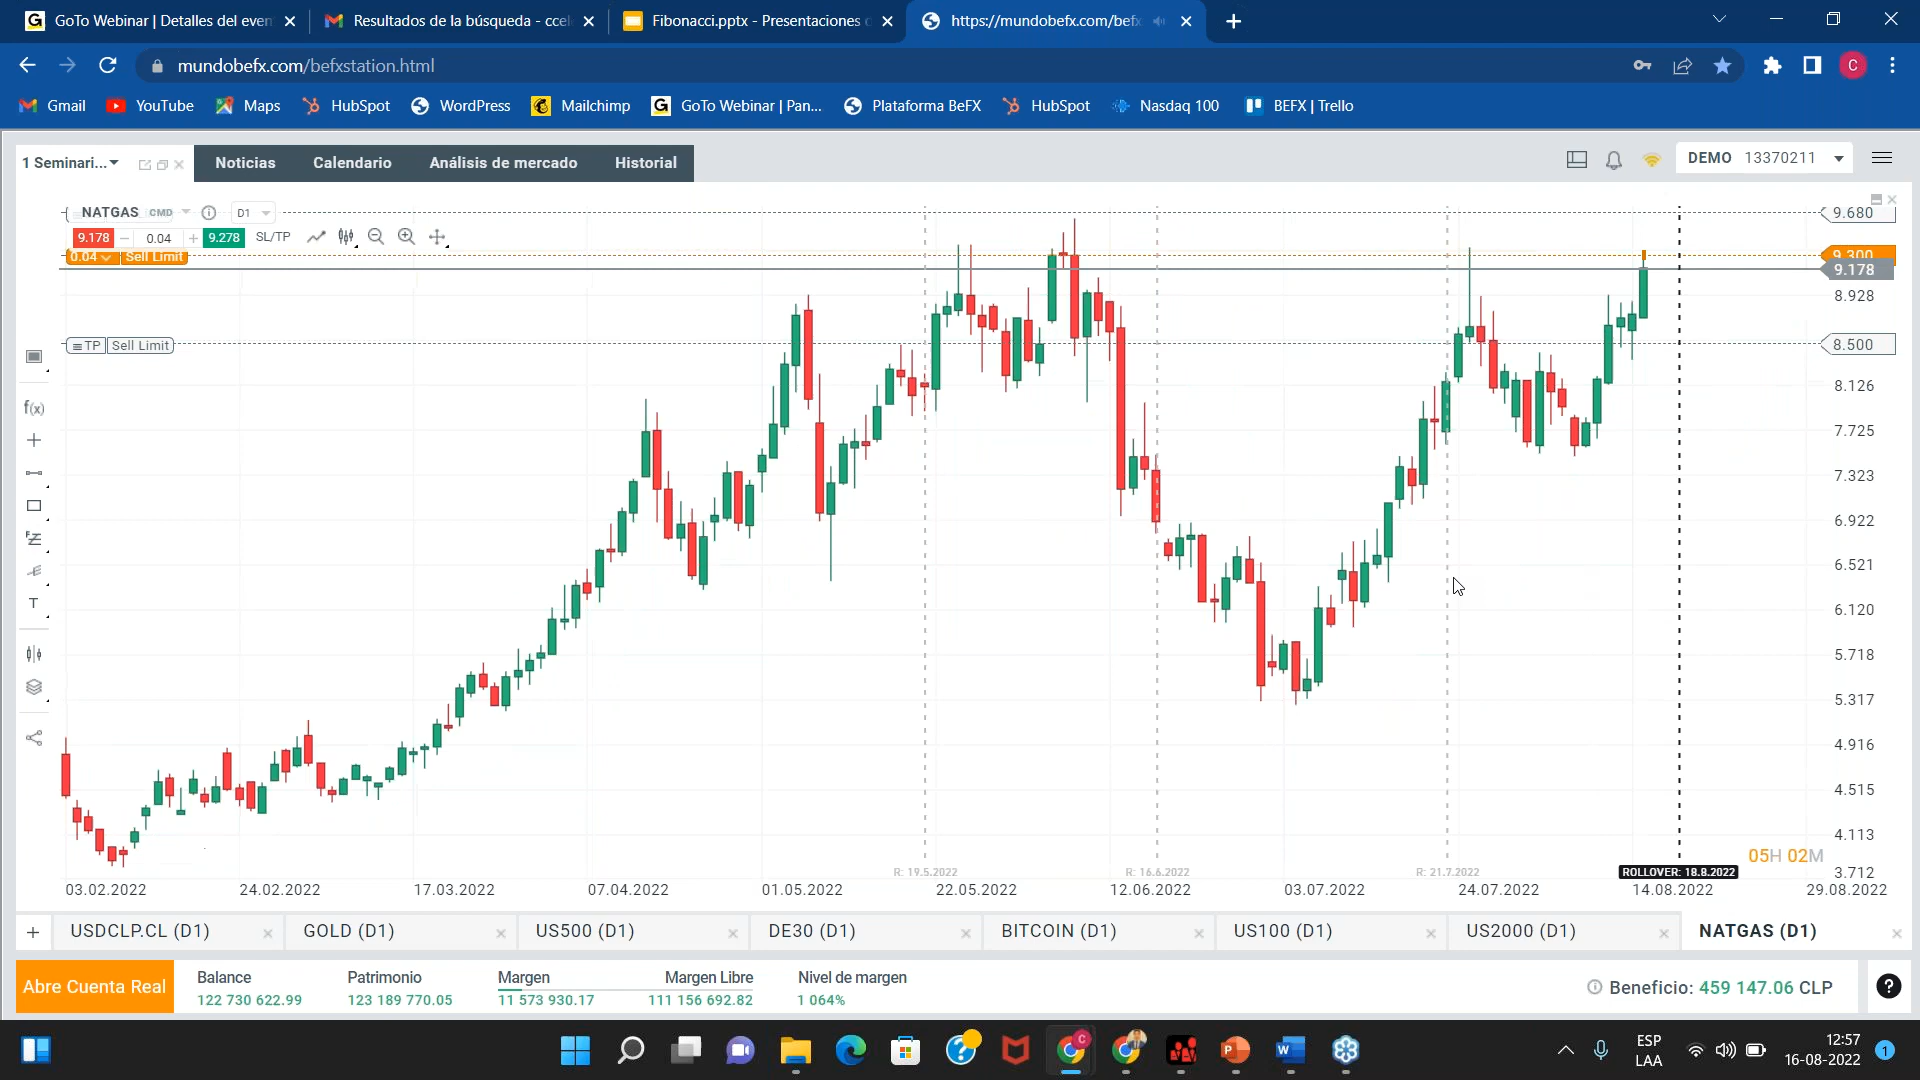 GoTo Webinar | Detalles del even
Resultados de la búsqueda - ccel
Fibonacci.pptx - Presentaciones d
https://mundobefx.com/befx
mundobefx.com/befxstation.html
C
Gmail
YouTube
Maps
HubSpot
WordPress
Mailchimp
GoTo Webinar | Pan...
Plataforma BeFX
HubSpot
Nasdaq 100
BEFX | Trello
1 Seminari...
Noticias
Calendario
Análisis de mercado
Historial
DEMO 13370211
NATGAS CMD D1
9.178 0.04 9.278 SL/TP
0.04 Sell Limit
TP Sell Limit
f(x)
T
9.680
9.300
9.178
8.928
8.500
8.126
7.725
7.323
6.922
6.521
6.120
5.718
5.317
4.916
4.515
4.113
3.712
05H 02M
R: 19.5.2022
R: 16.6.2022
R: 21.7.2022
ROLLOVER: 18.8.2022
03.02.2022
24.02.2022
17.03.2022
07.04.2022
01.05.2022
22.05.2022
12.06.2022
03.07.2022
24.07.2022
14.08.2022
29.08.2022
USDCLP.CL (D1)
GOLD (D1)
US500 (D1)
DE30 (D1)
BITCOIN (D1)
US100 (D1)
US2000 (D1)
NATGAS (D1)
Abre Cuenta Real
Balance
122 730 622.99
Patrimonio
123 189 770.05
Margen
11 573 930.17
Margen Libre
111 156 692.82
Nivel de margen
1 064%
Beneficio: 459 147.06 CLP
ESP
LAA
12:57
16-08-2022
1